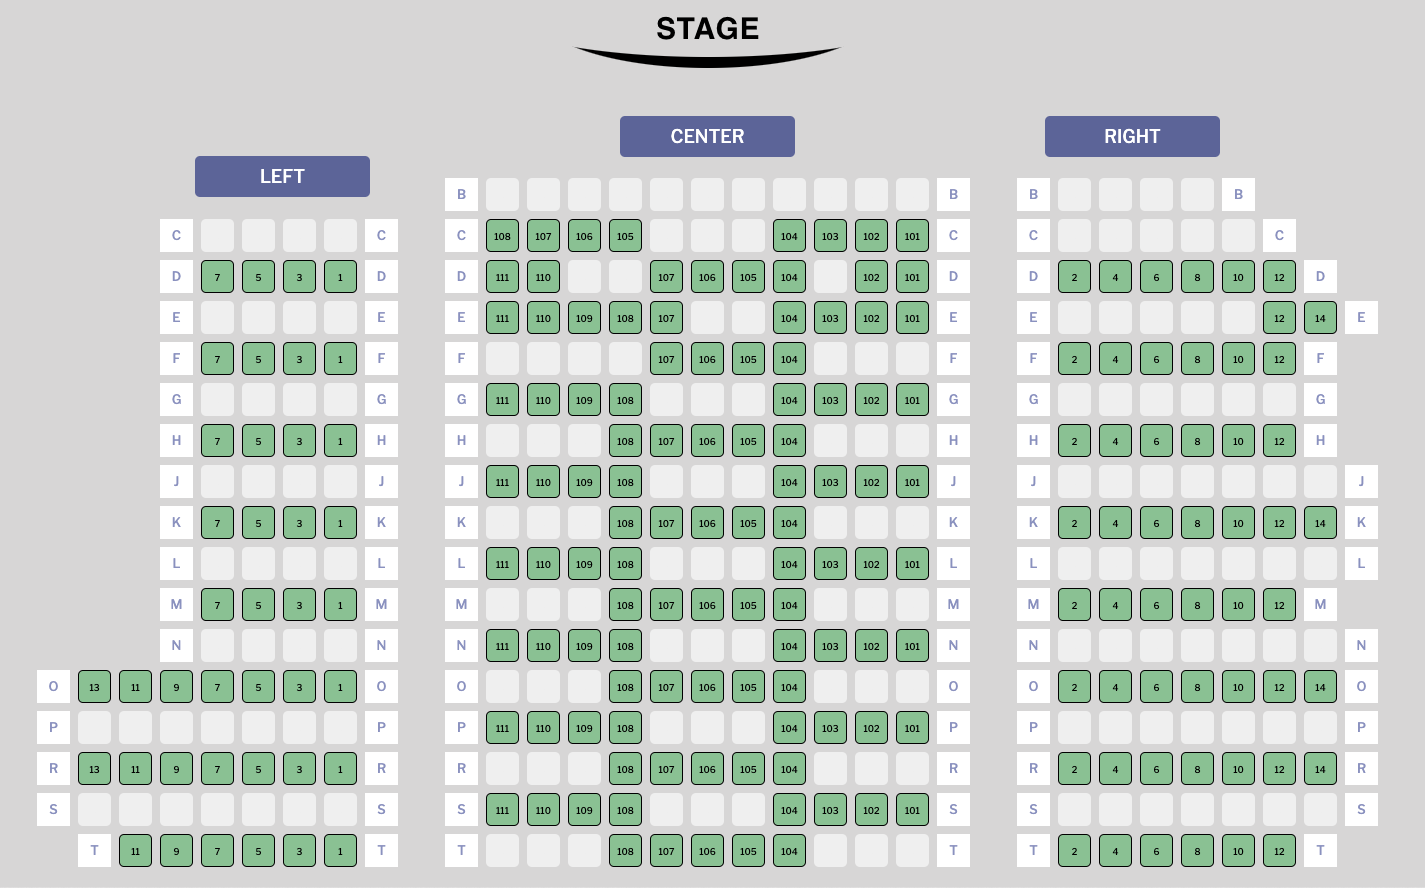 STAGE
CENTER
RIGHT
LEFT
B B B B
C C C 108 107 106 105 104 103 102 101 C C C
D 7 5 3 1 D D 111 110 107 106 105 104 102 101 D D 2 4 6 8 10 12 D
E E E 111 110 109 108 107 104 103 102 101 E E 12 14 E
F 7 5 3 1 F F 107 106 105 104 F F 2 4 6 8 10 12 F
G G G 111 110 109 108 104 103 102 101 G G G
H 7 5 3 1 H H 108 107 106 105 104 H H 2 4 6 8 10 12 H
J J J 111 110 109 108 104 103 102 101 J J J
K 7 5 3 1 K K 108 107 106 105 104 K K 2 4 6 8 10 12 14 K
L L L 111 110 109 108 104 103 102 101 L L L
M 7 5 3 1 M M 108 107 106 105 104 M M 2 4 6 8 10 12 M
N N N 111 110 109 108 104 103 102 101 N N N
O 13 11 9 7 5 3 1 O O 108 107 106 105 104 O O 2 4 6 8 10 12 14 O
P P P 111 110 109 108 104 103 102 101 P P P
R 13 11 9 7 5 3 1 R R 108 107 106 105 104 R R 2 4 6 8 10 12 14 R
S S S 111 110 109 108 104 103 102 101 S S S
T 11 9 7 5 3 1 T T 108 107 106 105 104 T T 2 4 6 8 10 12 T